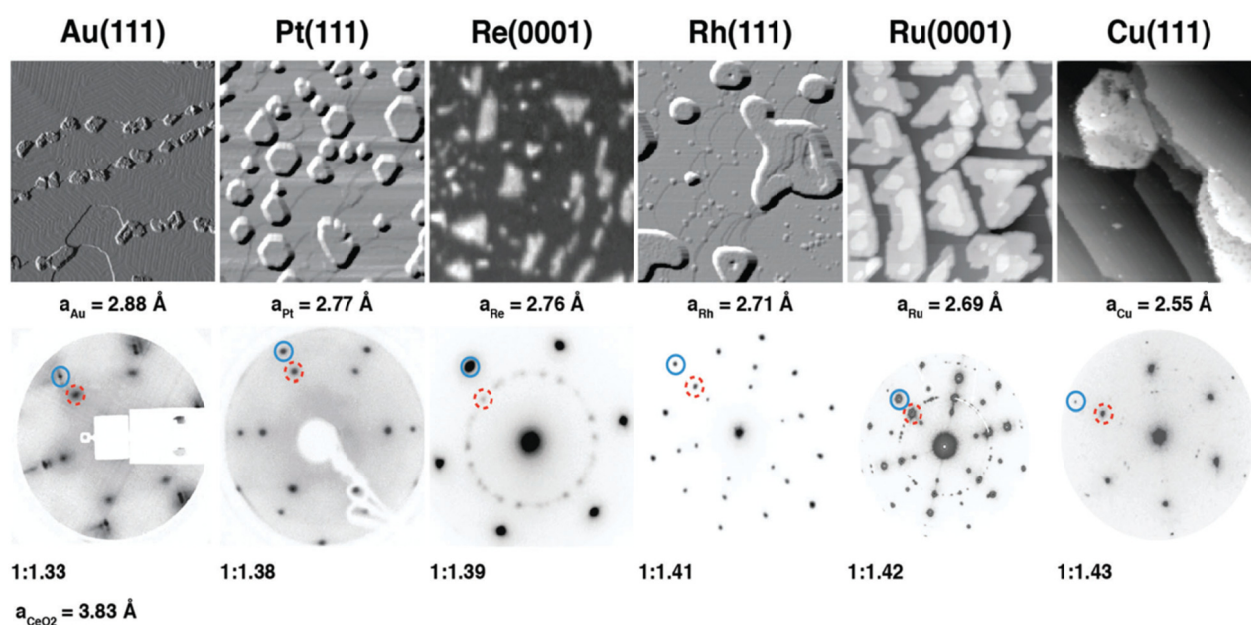 Au(111) Pt(111) Re(0001) Rh(111) Ru(0001) Cu(111)
a_Au = 2.88 Å a_Pt = 2.77 Å a_Re = 2.76 Å a_Rh = 2.71 Å a_Ru = 2.69 Å a_Cu = 2.55 Å
1:1.33 1:1.38 1:1.39 1:1.41 1:1.42 1:1.43
a_CeO2 = 3.83 Å